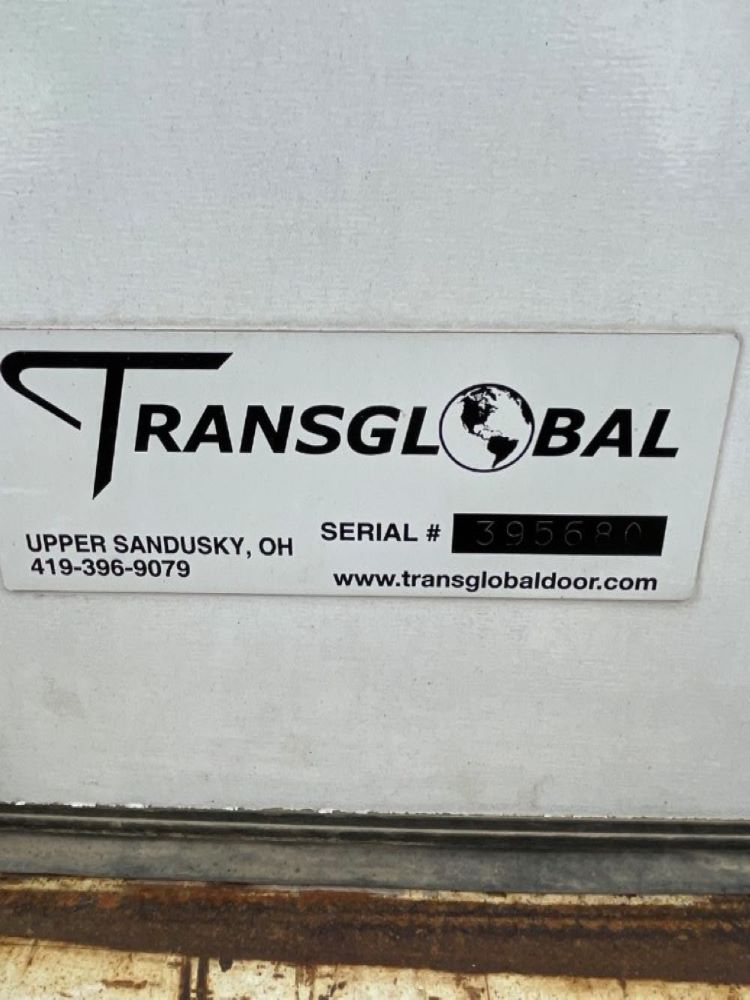 TRANSGLOBAL
UPPER SANDUSKY, OH
419-396-9079
SERIAL # 395680
www.transglobaldoor.com